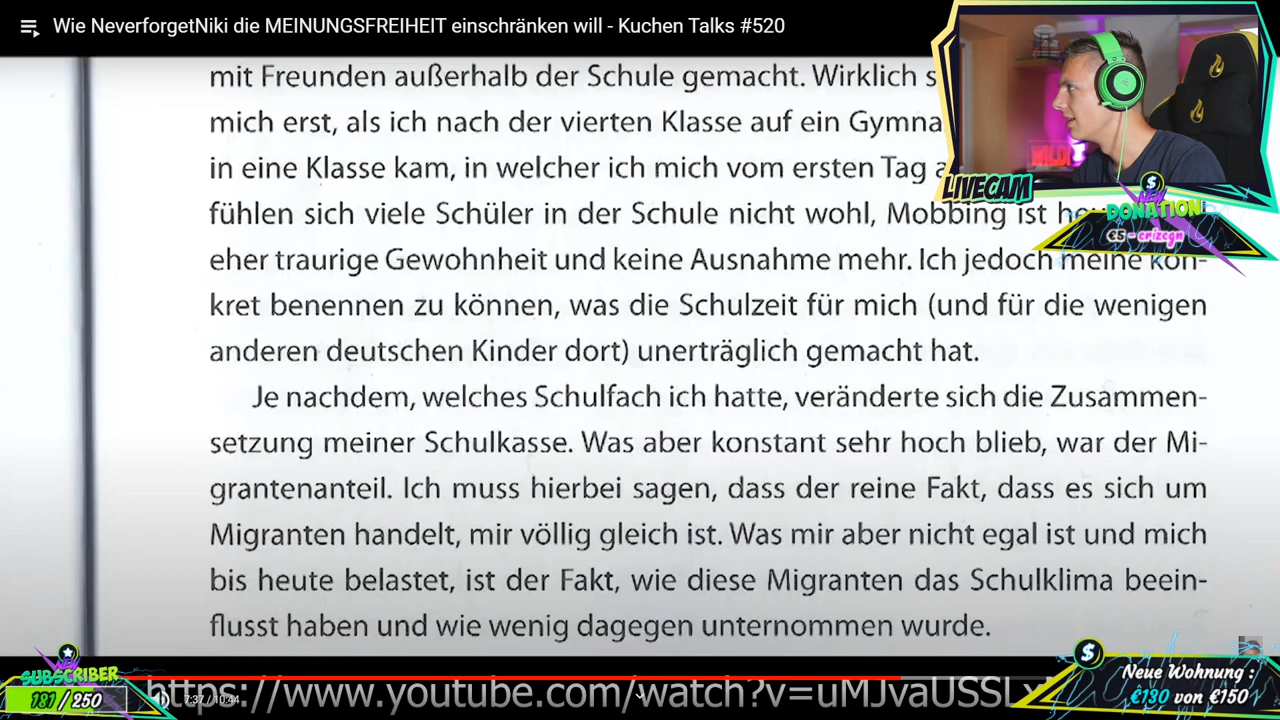 Wie NeverforgetNiki die MEINUNGSFREIHEIT einschränken will - Kuchen Talks #520
mit Freunden außerhalb der Schule gemacht. Wirklich
mich erst, als ich nach der vierten Klasse auf ein
in eine Klasse kam, in welcher ich mich vom ersten Tag
fühlen sich viele Schüler in der Schule nicht wohl, Mobbing ist
eher traurige Gewohnheit und keine Ausnahme mehr. Ich jedoch meine kon-
kret benennen zu können, was die Schulzeit für mich (und für die wenigen
anderen deutschen Kinder dort) unerträglich gemacht hat.
Je nachdem, welches Schulfach ich hatte, veränderte sich die Zusammen-
setzung meiner Schulkasse. Was aber konstant sehr hoch blieb, war der Mi-
grantenanteil. Ich muss hierbei sagen, dass der reine Fakt, dass es sich um
Migranten handelt, mir völlig gleich ist. Was mir aber nicht egal ist und mich
bis heute belastet, ist der Fakt, wie diese Migranten das Schulklima beein-
flusst haben und wie wenig dagegen unternommen wurde.
LIVECAM
NEW
DONATION
€5 - crizcgn
NEW
SUBSCRIBER
181 / 250
7:37 / 10:44
https://www.youtube.com/watch?v=uMJvaUSSL
Neue Wohnung :
€130 von €150